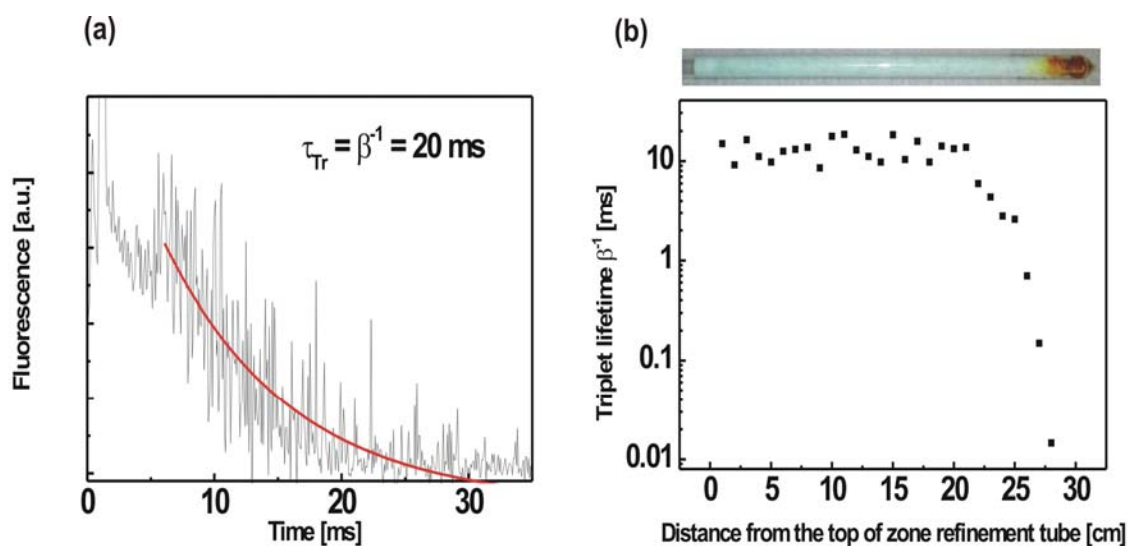 (a)
τTr = β-1 = 20 ms
Fluorescence [a.u.]
0 10 20 30
Time [ms]
(b)
Triplet lifetime β-1 [ms]
10
1
0.1
0.01
0 5 10 15 20 25 30
Distance from the top of zone refinement tube [cm]